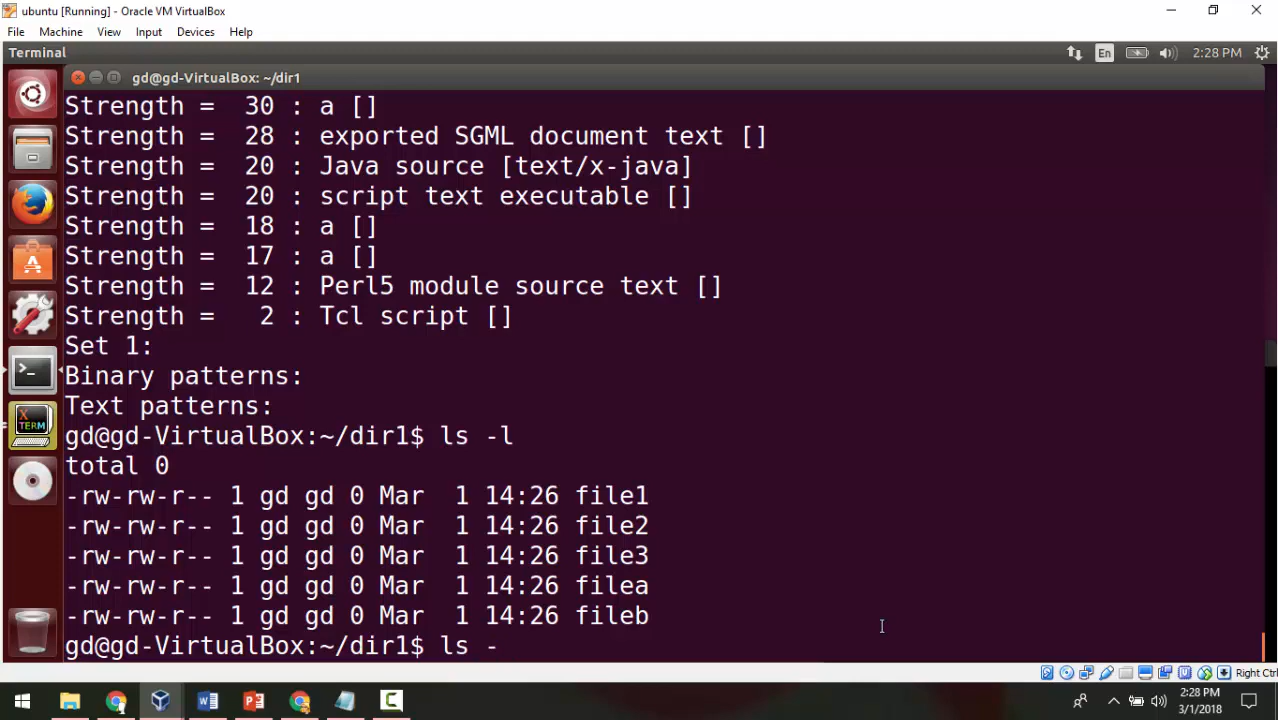 ubuntu [Running] - Oracle VM VirtualBox
File Machine View Input Devices Help
Terminal En 2:28 PM
gd@gd-VirtualBox: ~/dir1
Strength =  30 : a []
Strength =  28 : exported SGML document text []
Strength =  20 : Java source [text/x-java]
Strength =  20 : script text executable []
Strength =  18 : a []
Strength =  17 : a []
Strength =  12 : Perl5 module source text []
Strength =   2 : Tcl script []
Set 1:
Binary patterns:
Text patterns:
gd@gd-VirtualBox:~/dir1$ ls -l
total 0
-rw-rw-r-- 1 gd gd 0 Mar  1 14:26 file1
-rw-rw-r-- 1 gd gd 0 Mar  1 14:26 file2
-rw-rw-r-- 1 gd gd 0 Mar  1 14:26 file3
-rw-rw-r-- 1 gd gd 0 Mar  1 14:26 filea
-rw-rw-r-- 1 gd gd 0 Mar  1 14:26 fileb
gd@gd-VirtualBox:~/dir1$ ls -
X
TERM
Right Ctrl
2:28 PM
3/1/2018